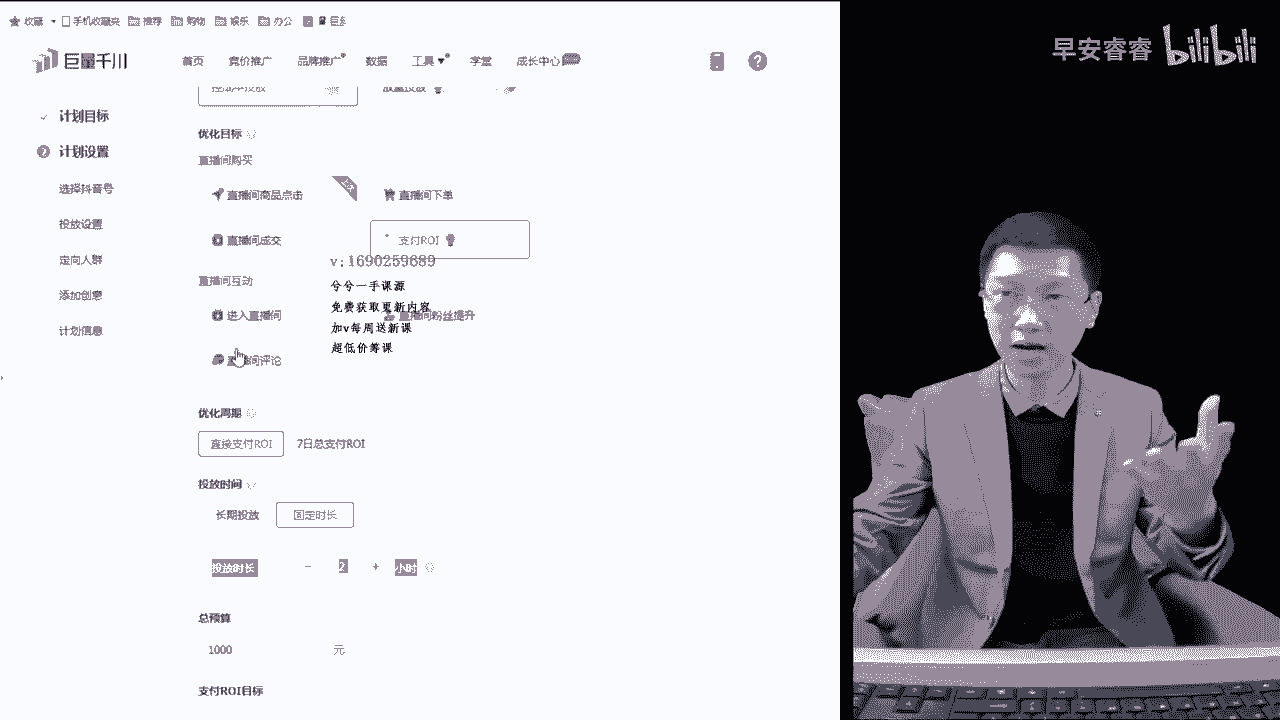 收藏 手机收藏夹 推荐 购物 娱乐 办公 巨
早安睿睿 bilibili
巨量千川
首页 竞价推广 品牌推广 数据 工具 学堂 成长中心
控成本投放 放量投放
计划目标
计划设置
选择抖音号
投放设置
定向人群
添加创意
计划信息
优化目标
直播间购买
直播间商品点击 直播间下单
直播间成交 支付ROI
v:1690259689
直播间互动
兮兮一手课源
免费获取更新内容
进入直播间 直播间粉丝提升
加v每周送新课
超低价筹课
直播间评论
优化周期
直接支付ROI 7日总支付ROI
投放时间
长期投放 固定时长
投放时长 - 2 + 小时
总预算
1000 元
支付ROI目标